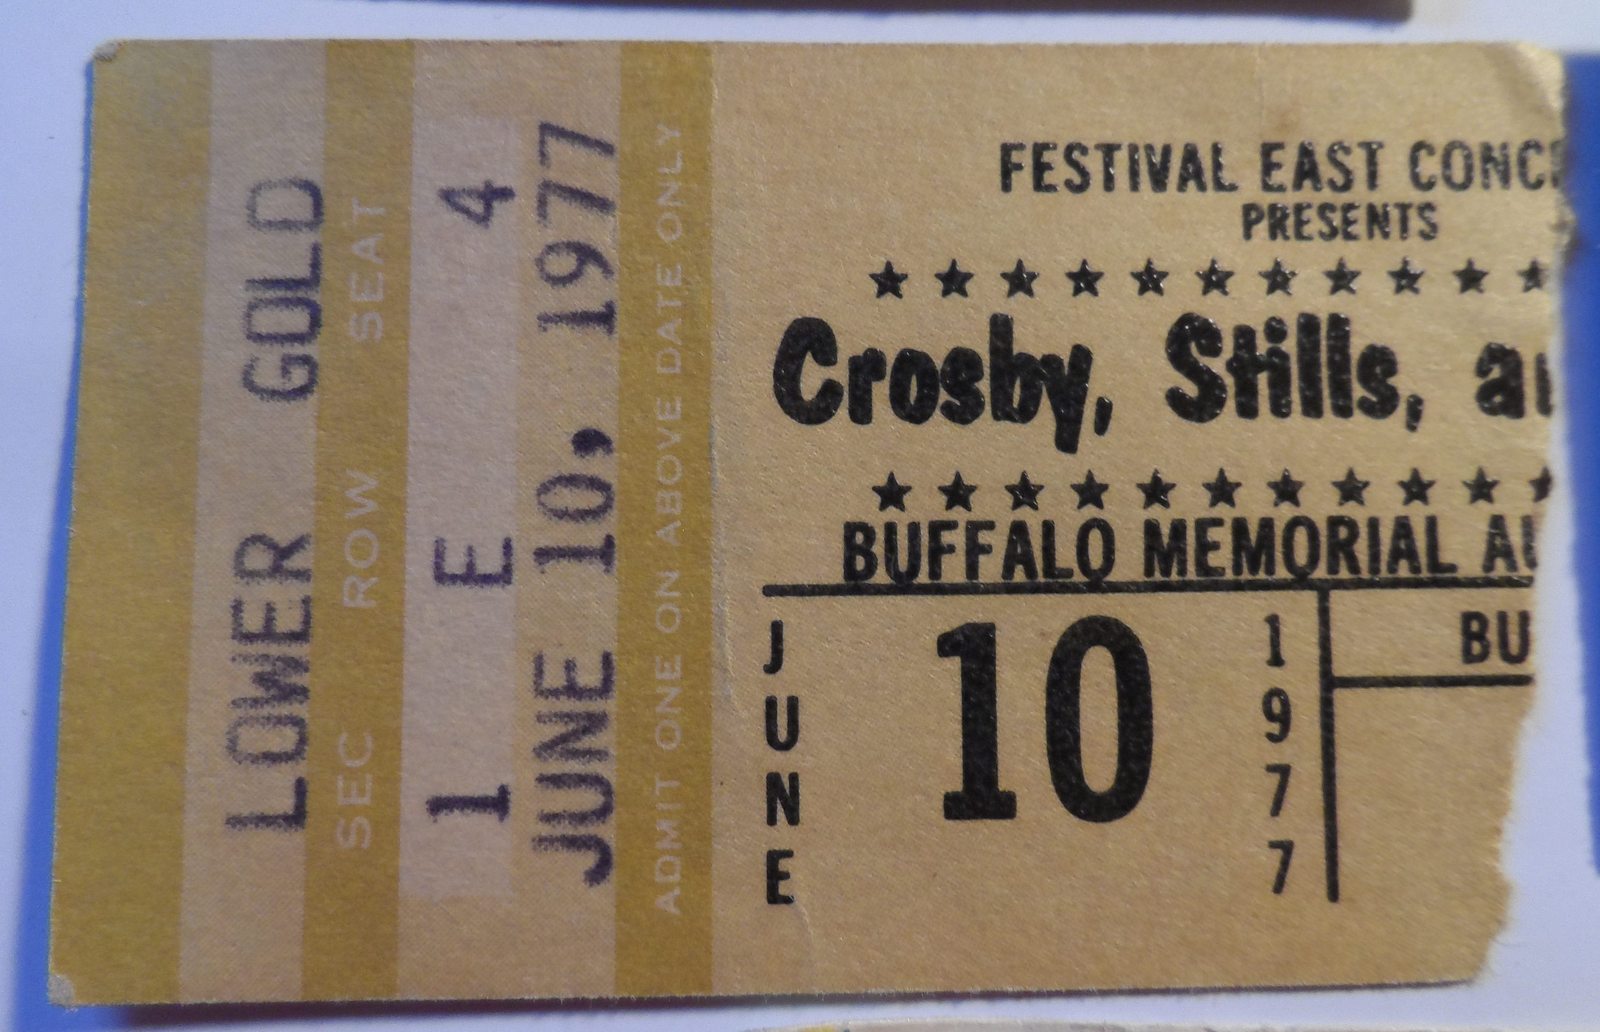 LOWER GOLD
SEC ROW SEAT
1 E 4
JUNE 10, 1977
ADMIT ONE ON ABOVE DATE ONLY
FESTIVAL EAST CONC
PRESENTS
Crosby, Stills, a
BUFFALO MEMORIAL AU
JUNE
10
1977
BU